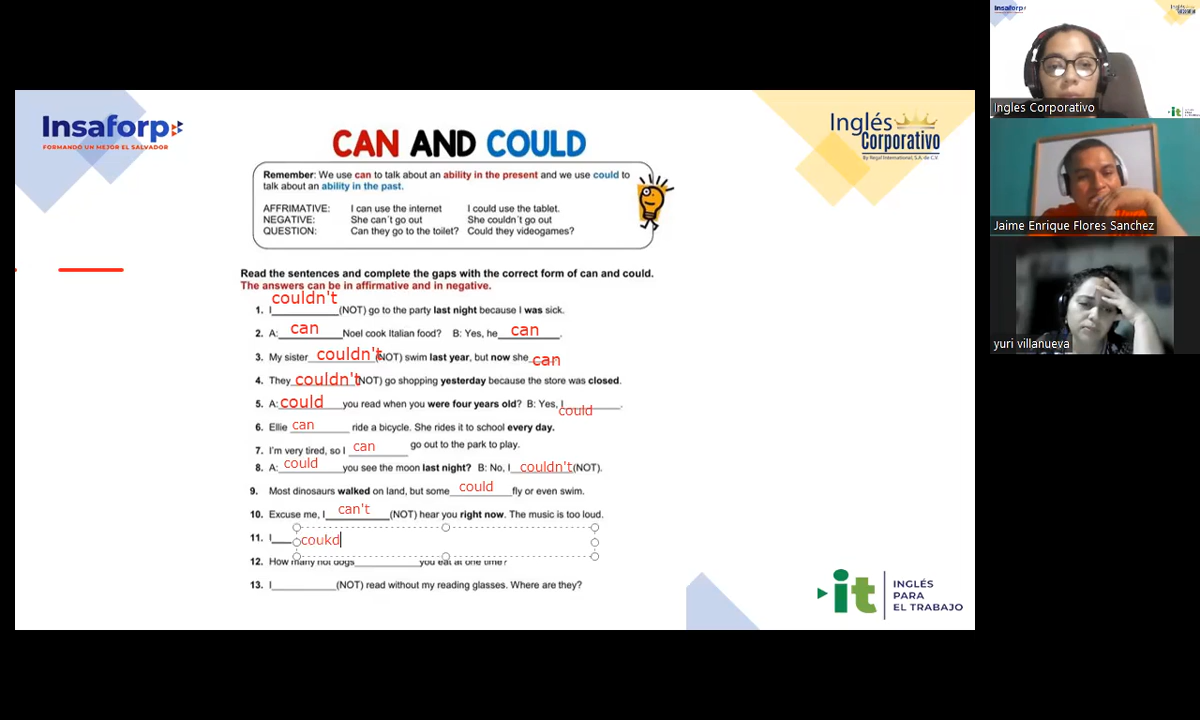 Insaforp
FORMANDO UN MEJOR EL SALVADOR
Inglés
Corporativo
By Regal International, S.A. de C.V.
CAN AND COULD
Remember: We use can to talk about an ability in the present and we use could to
talk about an ability in the past.
AFFRIMATIVE: I can use the internet I could use the tablet.
NEGATIVE: She can´t go out She couldn´t go out
QUESTION: Can they go to the toilet? Could they videogames?
Read the sentences and complete the gaps with the correct form of can and could.
The answers can be in affirmative and in negative.
1. I couldn't (NOT) go to the party last night because I was sick.
2. A: can Noel cook Italian food? B: Yes, he can.
3. My sister couldn't (NOT) swim last year, but now she can
4. They couldn't (NOT) go shopping yesterday because the store was closed.
5. A: could you read when you were four years old? B: Yes, I could.
6. Ellie can ride a bicycle. She rides it to school every day.
7. I'm very tired, so I can go out to the park to play.
8. A: could you see the moon last night? B: No, I couldn't (NOT).
9. Most dinosaurs walked on land, but some could fly or even swim.
10. Excuse me, I can't (NOT) hear you right now. The music is too loud.
11. I coukd
12. How many hot dogs you eat at one time?
13. I (NOT) read without my reading glasses. Where are they?
it
INGLÉS
PARA
EL TRABAJO
Insaforp
Ingles Corporativo
it
Jaime Enrique Flores Sanchez
yuri villanueva